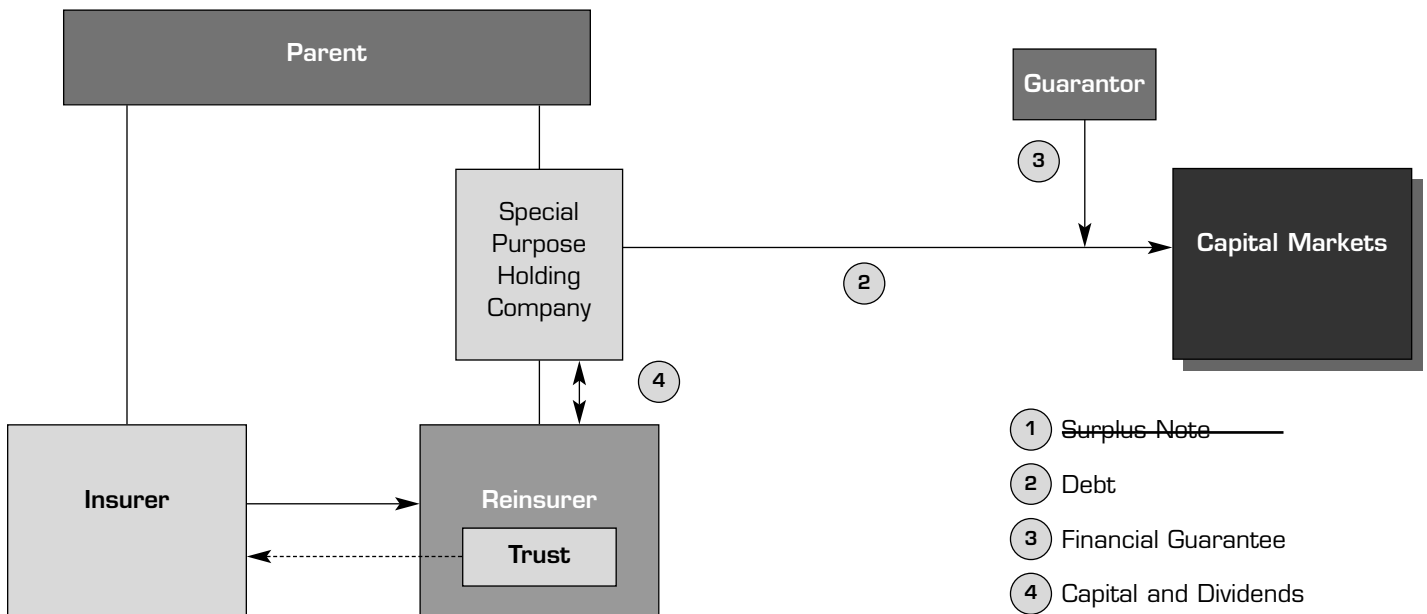 Parent
Guarantor
3
Special
Purpose
Holding
Company
Capital Markets
2
4
Insurer
Reinsurer
Trust
1 Surplus Note
2 Debt
3 Financial Guarantee
4 Capital and Dividends